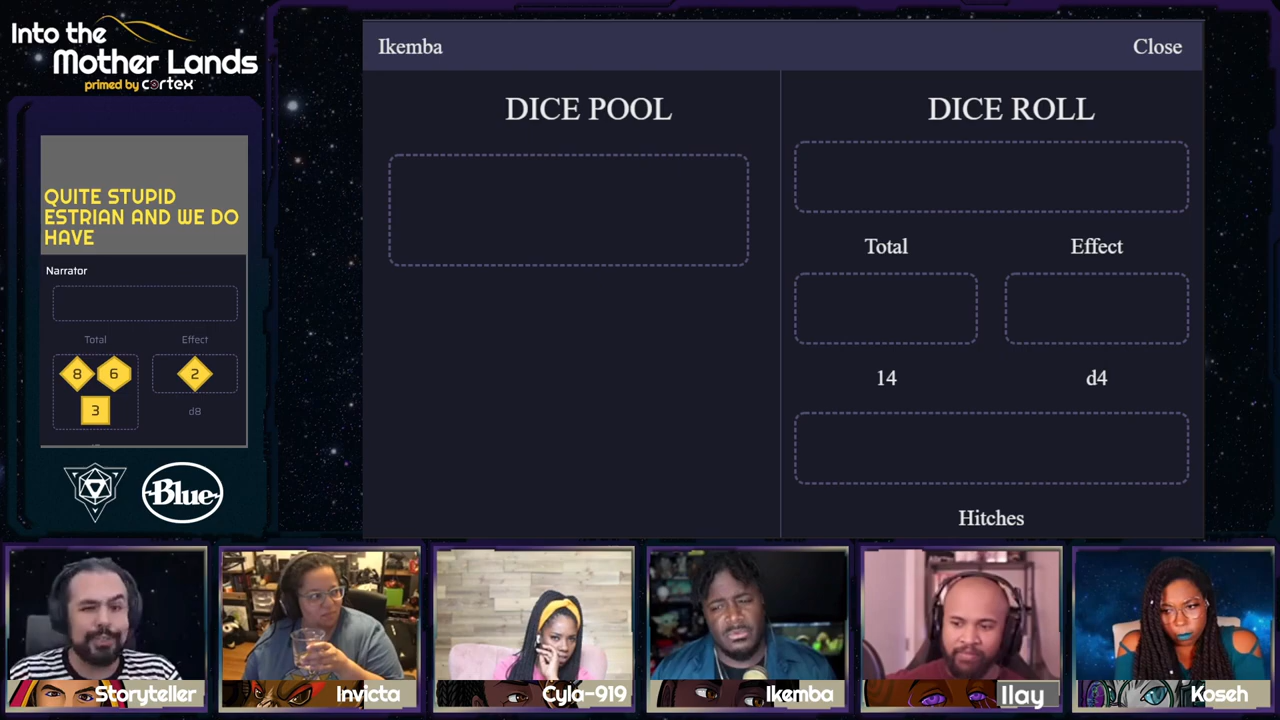 Into the
Mother Lands
primed by cortex
QUITE STUPID
ESTRIAN AND WE DO
HAVE
Narrator
Total
Effect
8
6
2
3
d8
Blue
Ikemba
Close
DICE POOL
DICE ROLL
Total
Effect
14
d4
Hitches
Storyteller
Invicta
Cyla-919
Ikemba
Ilay
Koseh